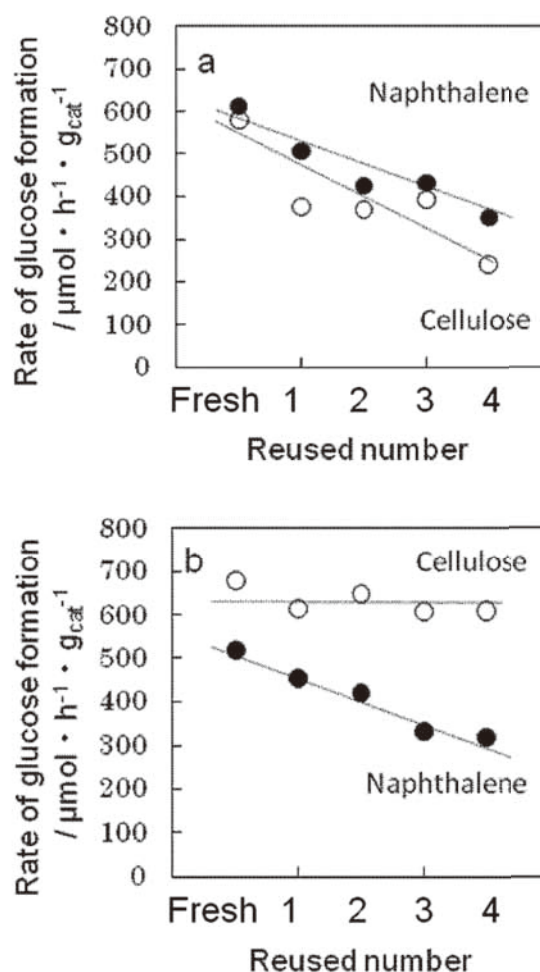 800
a
700
Naphthalene
600
500
400
300
200
Cellulose
100
0
Fresh 1 2 3 4
Reused number
Rate of glucose formation
/ µmol・h⁻¹・g_cat⁻¹
800
b
Cellulose
700
600
500
400
300
Naphthalene
200
100
0
Fresh 1 2 3 4
Reused number
Rate of glucose formation
/ µmol・h⁻¹・g_cat⁻¹